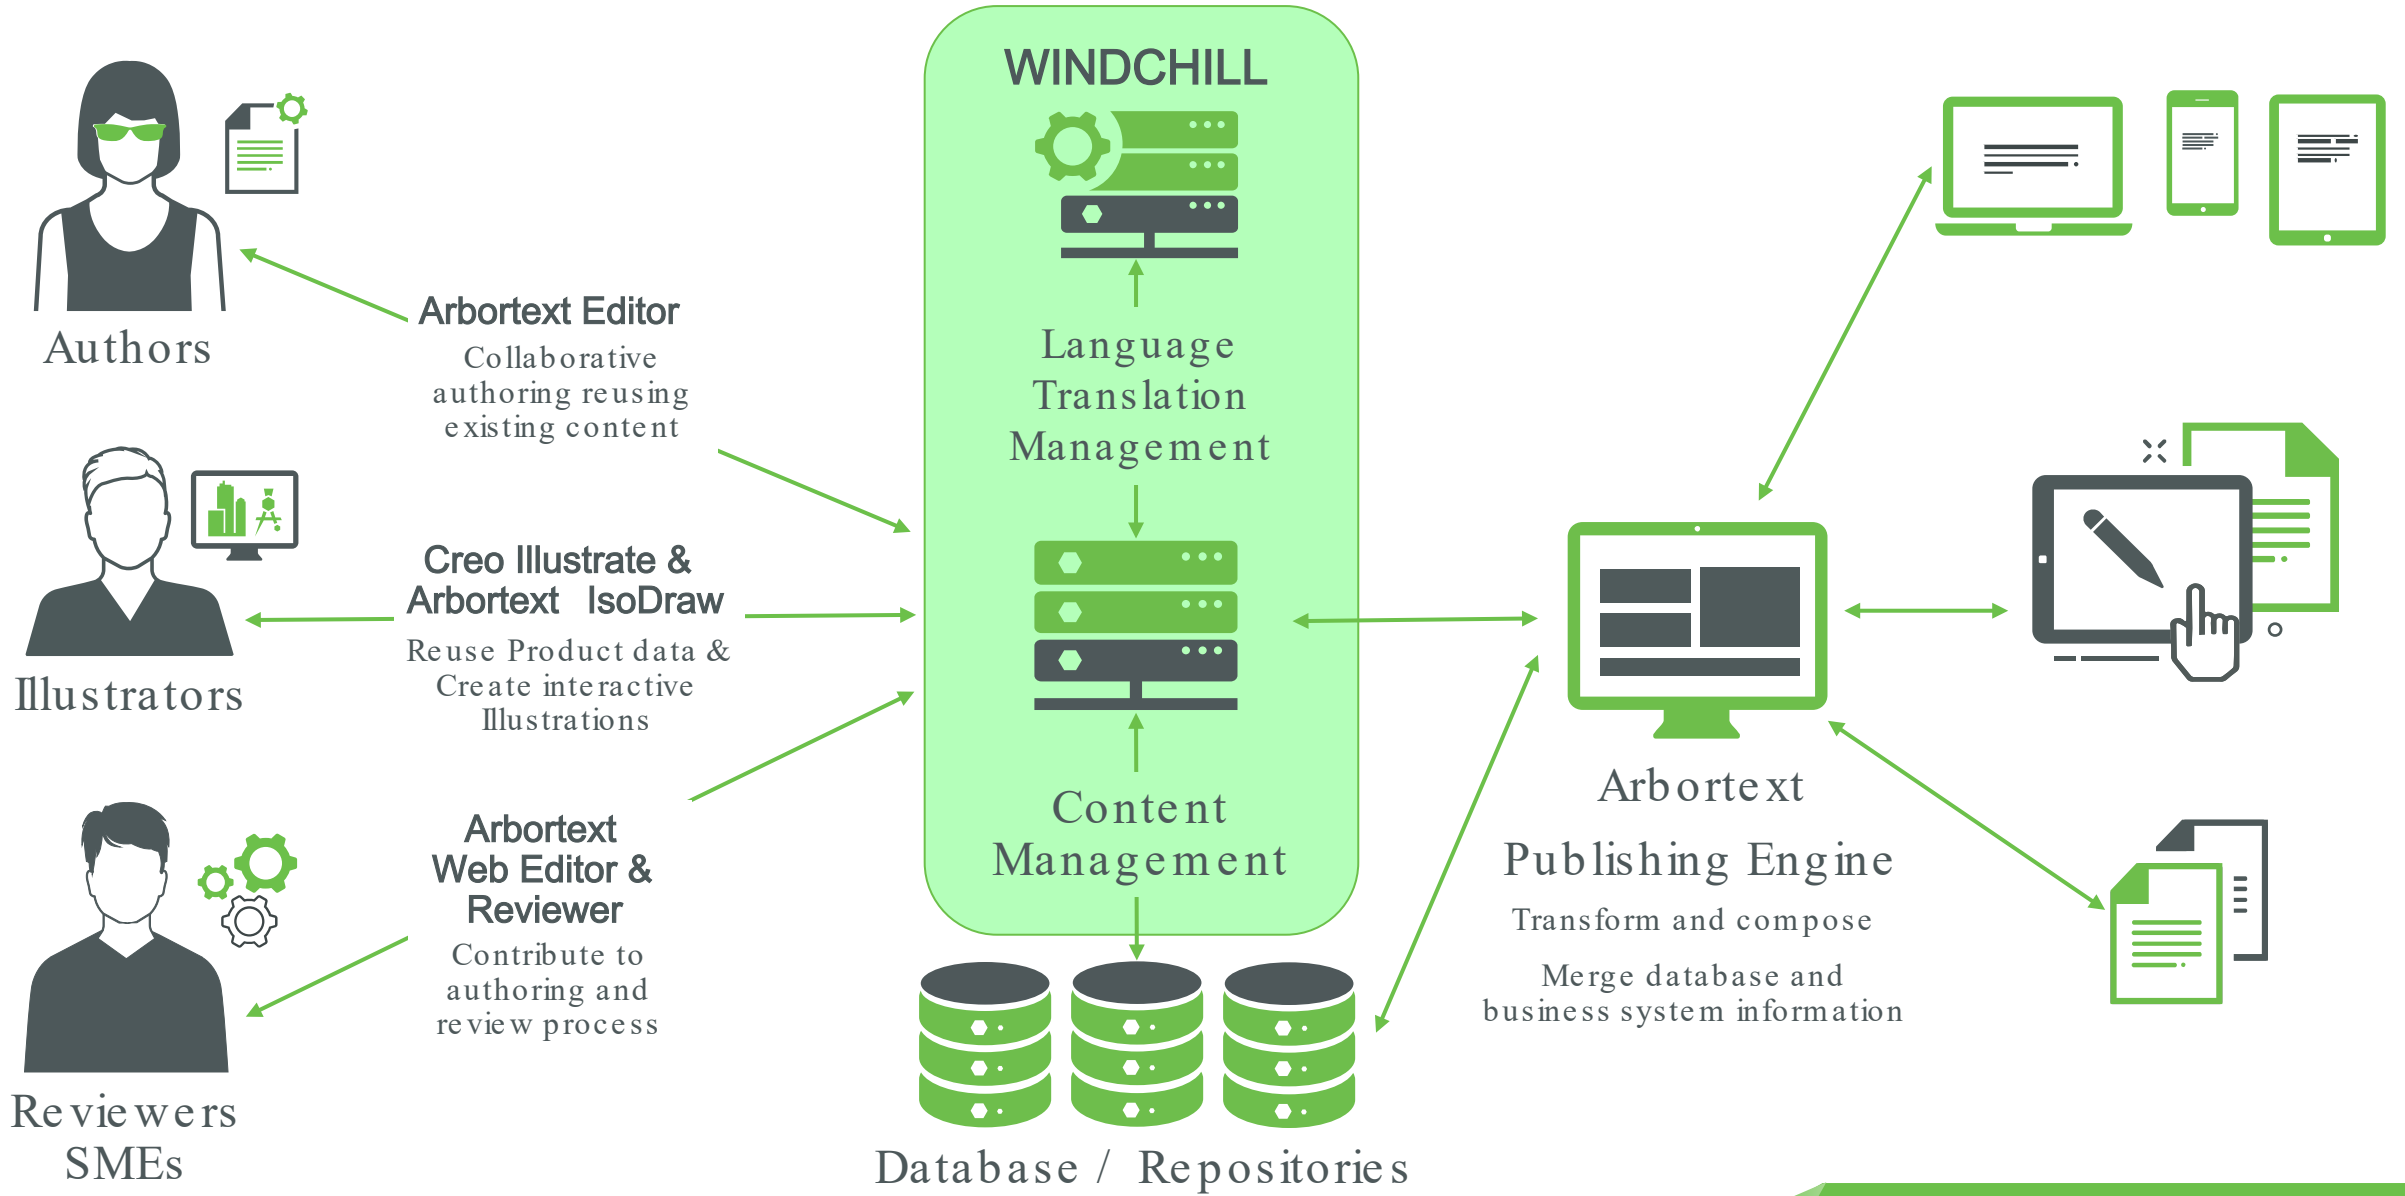 WINDCHILL
Language
Translation
Management
Content
Management
Authors
Arbortext Editor
Collaborative
authoring reusing
existing content
Illustrators
Creo Illustrate &
Arbortext IsoDraw
Reuse Product data &
Create interactive
Illustrations
Reviewers
SMEs
Arbortext
Web Editor &
Reviewer
Contribute to
authoring and
review process
Database / Repositories
Arbortext
Publishing Engine
Transform and compose
Merge database and
business system information